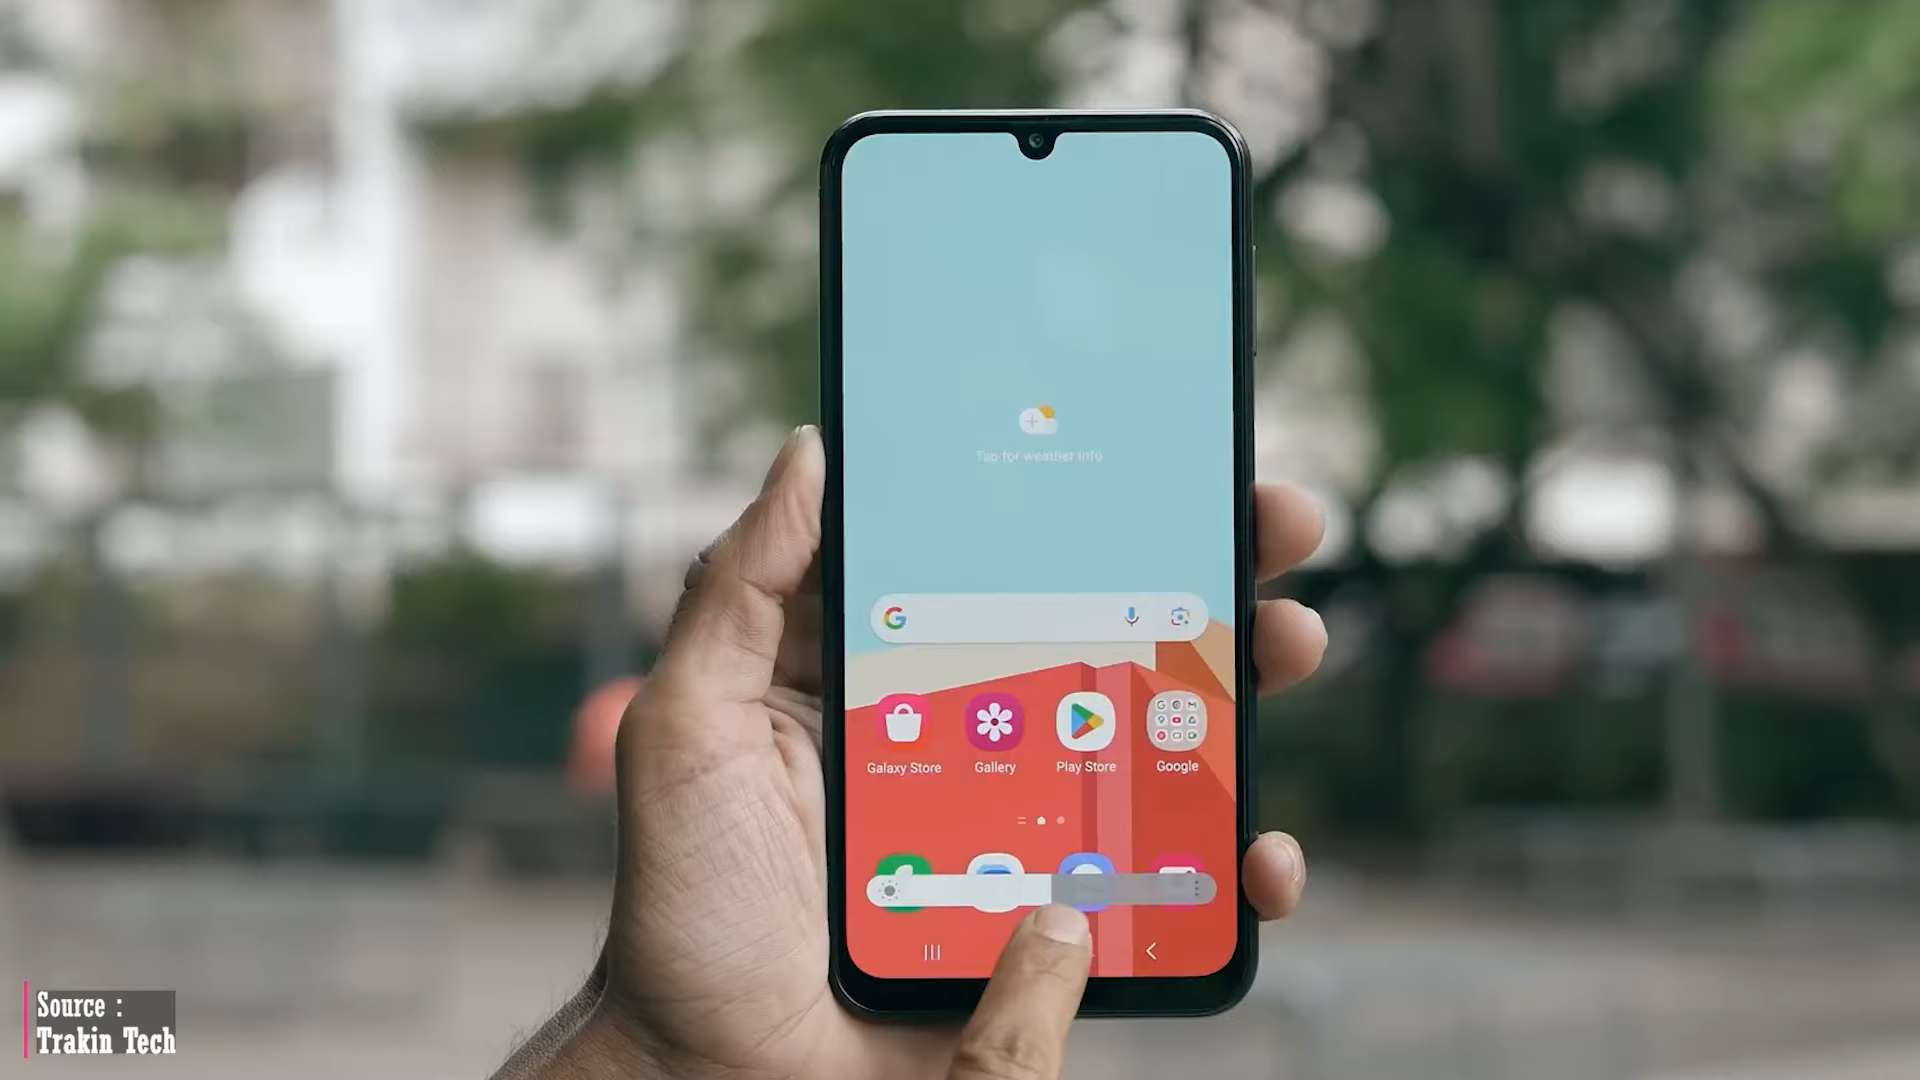 Tap for weather info
Galaxy Store
Gallery
Play Store
Google
Source :
Trakin Tech